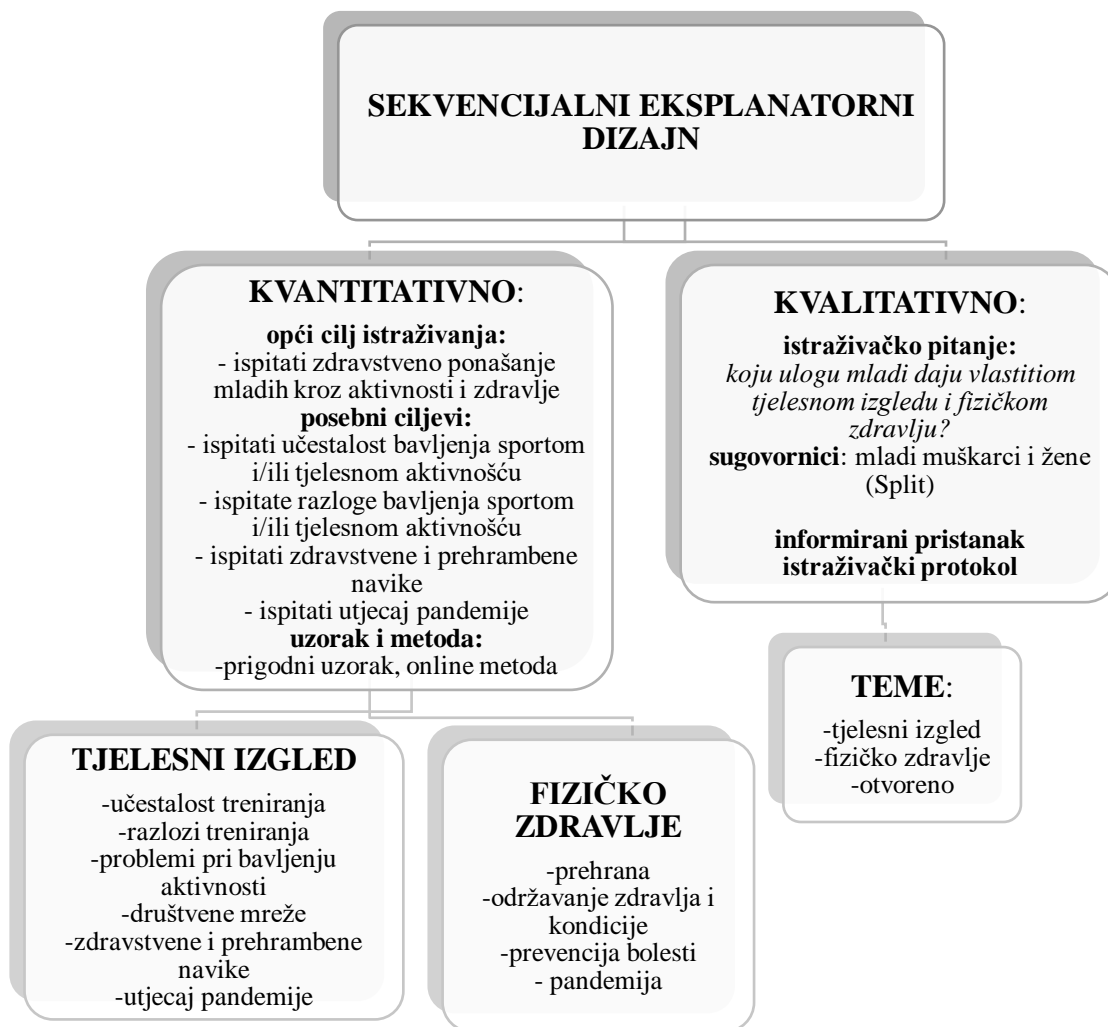 SEKVENCIJALNI EKSPLANATORNI
DIZAJN
KVANTITATIVNO:
opći cilj istraživanja:
- ispitati zdravstveno ponašanje
mladih kroz aktivnosti i zdravlje
posebni ciljevi:
- ispitati učestalost bavljenja sportom
i/ili tjelesnom aktivnošću
- ispitate razloge bavljenja sportom
i/ili tjelesnom aktivnošću
- ispitati zdravstvene i prehrambene
navike
- ispitati utjecaj pandemije
uzorak i metoda:
-prigodni uzorak, online metoda
KVALITATIVNO:
istraživačko pitanje:
koju ulogu mladi daju vlastitiom
tjelesnom izgledu i fizičkom
zdravlju?
sugovornici: mladi muškarci i žene
(Split)
informirani pristanak
istraživački protokol
TJELESNI IZGLED
-učestalost treniranja
-razlozi treniranja
-problemi pri bavljenju
aktivnosti
-društvene mreže
-zdravstvene i prehrambene
navike
-utjecaj pandemije
FIZIČKO
ZDRAVLJE
-prehrana
-održavanje zdravlja i
kondicije
-prevencija bolesti
- pandemija
TEME:
-tjelesni izgled
-fizičko zdravlje
-otvoreno